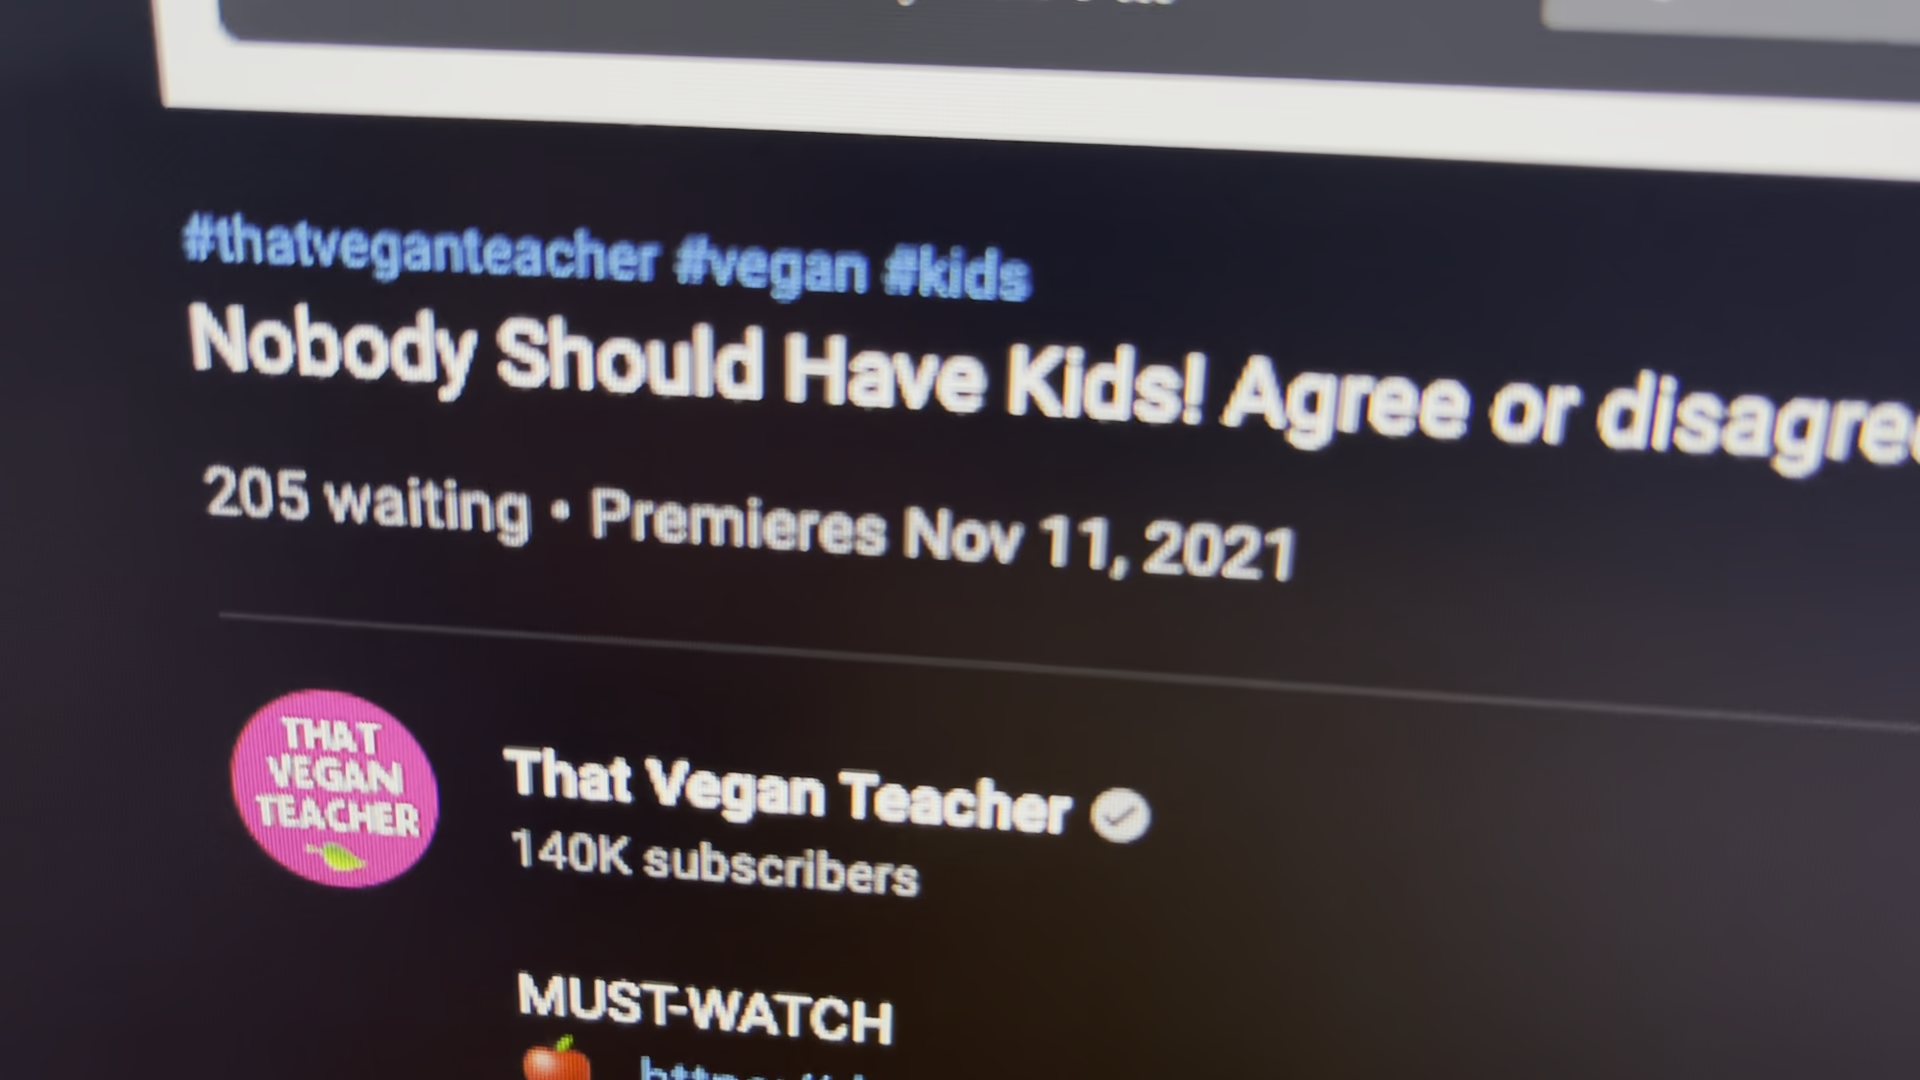 #thatveganteacher #vegan #kids
Nobody Should Have Kids! Agree or
205 waiting • Premieres Nov 11, 2021
THAT
VEGAN
TEACHER
That Vegan Teacher
140K subscribers
MUST-WATCH